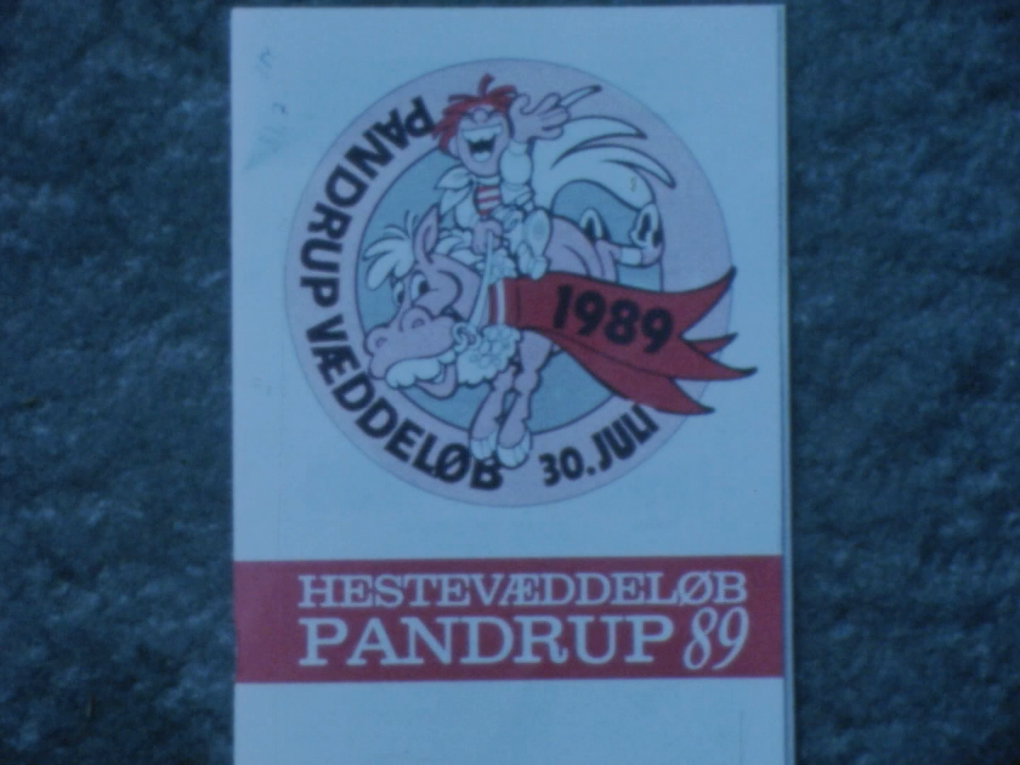 PANDRUP VÆDDELØB
30. JULI
1989
HESTEVÆDDELØB
PANDRUP 89